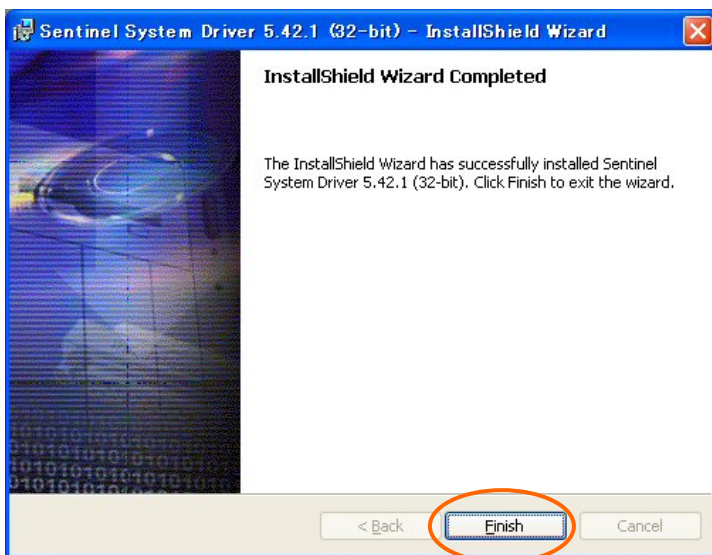 Sentinel System Driver 5.42.1 (32-bit) - InstallShield Wizard
InstallShield Wizard Completed
The InstallShield Wizard has successfully installed Sentinel
System Driver 5.42.1 (32-bit). Click Finish to exit the wizard.
< Back
Finish
Cancel